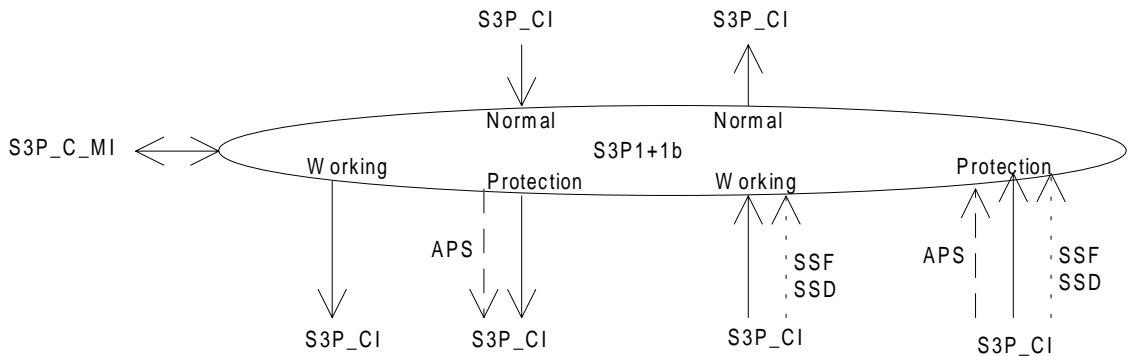 S3P_CI S3P_CI
Normal Normal
S3P_C_MI S3P1+1b
Working Protection Working Protection
APS SSF APS SSF
SSD SSD
S3P_CI S3P_CI S3P_CI S3P_CI